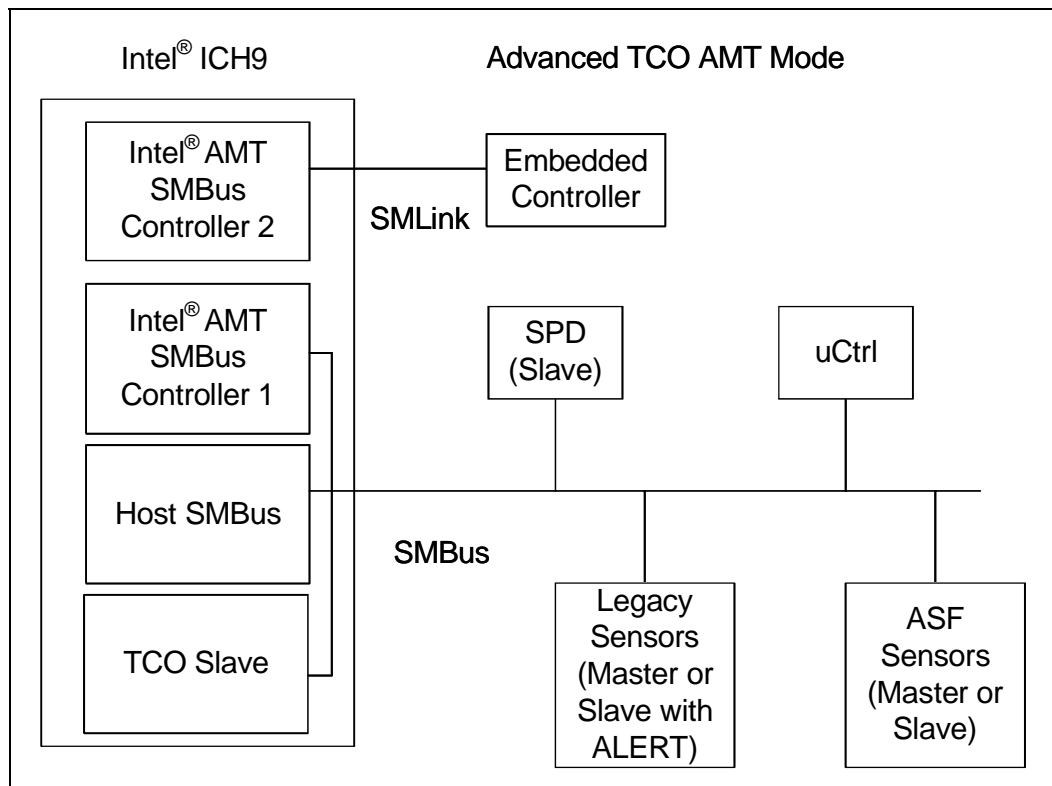 Intel® ICH9
Advanced TCO AMT Mode
Intel® AMT
SMBus
Controller 2
Embedded
Controller
SMLink
Intel® AMT
SMBus
Controller 1
SPD
(Slave)
uCtrl
Host SMBus
SMBus
TCO Slave
Legacy
Sensors
(Master or
Slave with
ALERT)
ASF
Sensors
(Master or
Slave)